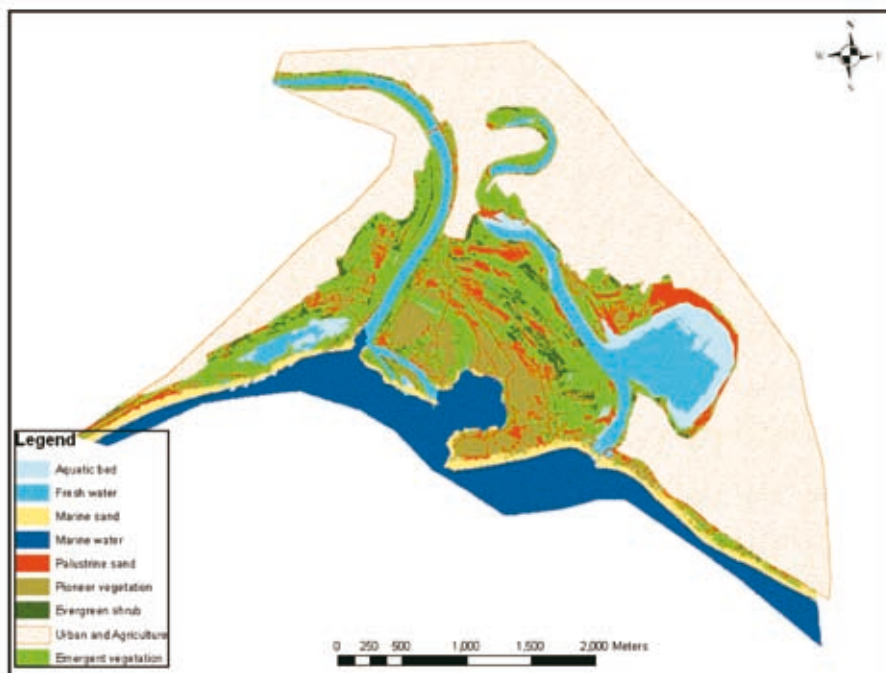 N
W E
Legend
Aquatic bed
Fresh water
Marine sand
Marine water
Palustrine sand
Pioneer vegetation
Evergreen shrub
Urban and Agriculture
Emergent vegetation
0 250 500 1,000 1,500 2,000 Meters